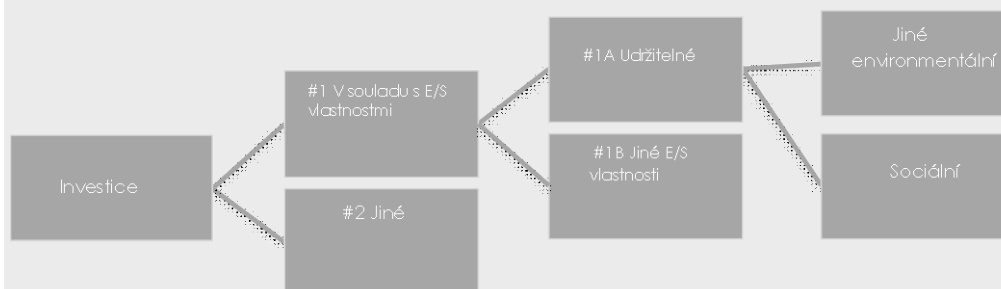 Investice
#1 V souladu s E/S
vlastnostmi
#2 Jiné
#1A Udržitelné
#1B Jiné E/S
vlastnosti
Jiné
environmentální
Sociální